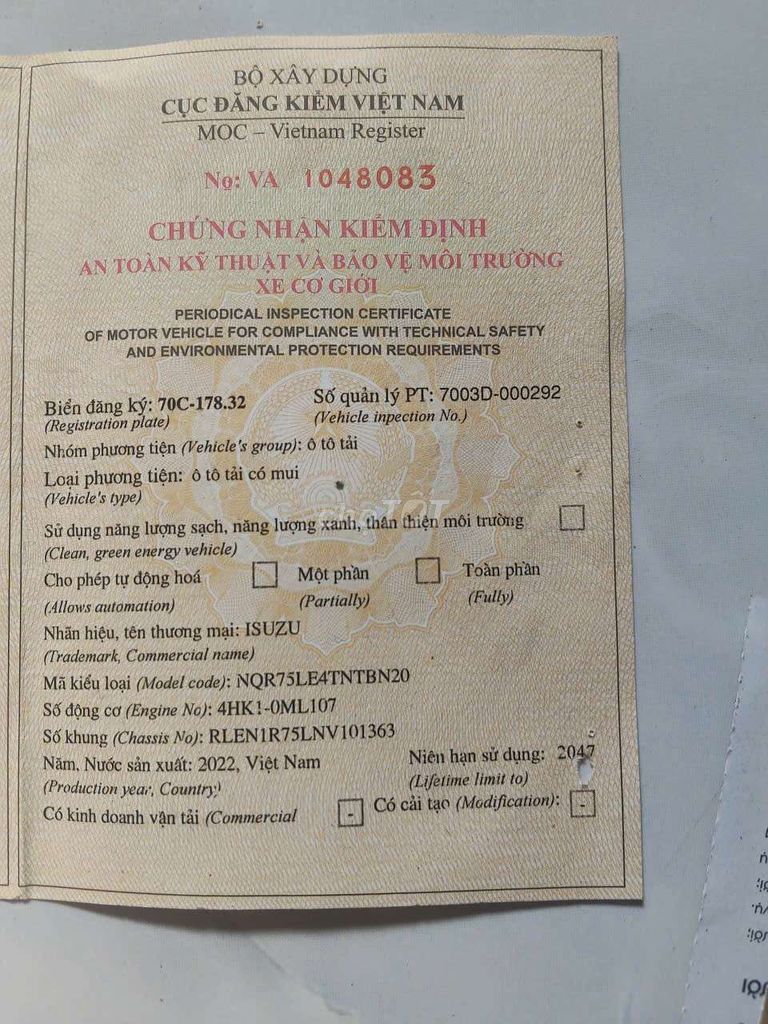 BỘ XÂY DỰNG
CỤC ĐĂNG KIỂM VIỆT NAM
MOC – Vietnam Register
Nọ: VA 1048083
CHỨNG NHẬN KIỂM ĐỊNH
AN TOÀN KỸ THUẬT VÀ BẢO VỆ MÔI TRƯỜNG
XE CƠ GIỚI
PERIODICAL INSPECTION CERTIFICATE
OF MOTOR VEHICLE FOR COMPLIANCE WITH TECHNICAL SAFETY
AND ENVIRONMENTAL PROTECTION REQUIREMENTS
Biển đăng ký: 70C-178.32 Số quản lý PT: 7003D-000292
(Registration plate) (Vehicle inpection No.)
Nhóm phương tiện (Vehicle's group): ô tô tải
Loại phương tiện: ô tô tải có mui
(Vehicle's type)
chợTỐT
Sử dụng năng lượng sạch, năng lượng xanh, thân thiện môi trường
(Clean, green energy vehicle)
Cho phép tự động hoá Một phần Toàn phần
(Allows automation) (Partially) (Fully)
Nhãn hiệu, tên thương mại: ISUZU
(Trademark, Commercial name)
Mã kiểu loại (Model code): NQR75LE4TNTBN20
Số động cơ (Engine No): 4HK1-0ML107
Số khung (Chassis No): RLEN1R75LNV101363
Năm, Nước sản xuất: 2022, Việt Nam Niên hạn sử dụng: 2047
(Production year, Country) (Lifetime limit to)
Có kinh doanh vận tải (Commercial - Có cải tạo (Modification): -